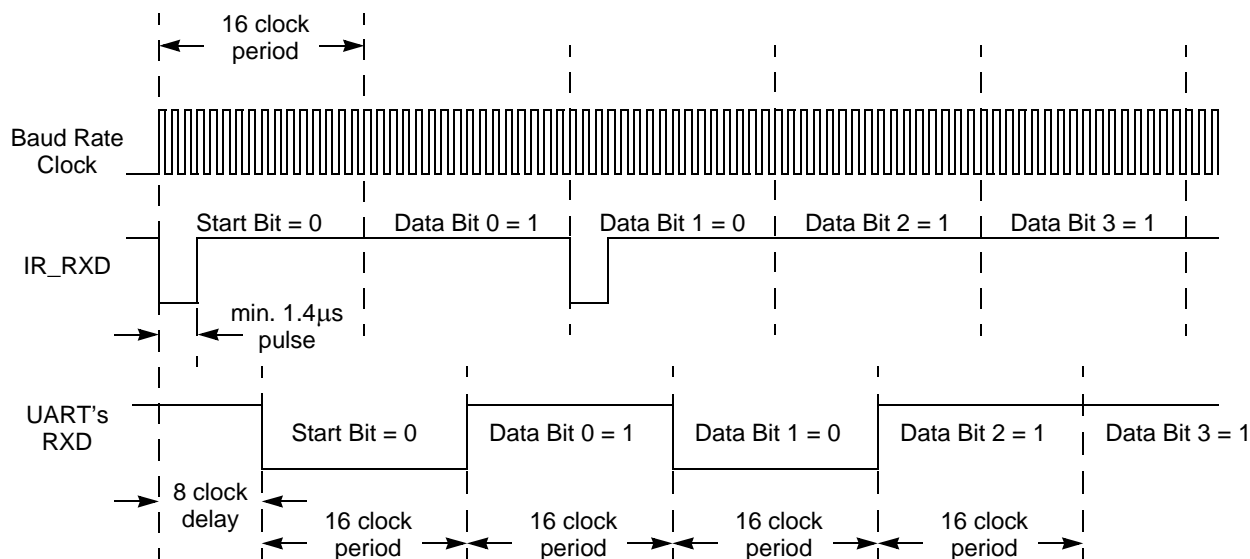 16 clock
period
Baud Rate
Clock
Start Bit = 0
Data Bit 0 = 1
Data Bit 1 = 0
Data Bit 2 = 1
Data Bit 3 = 1
IR_RXD
min. 1.4μs
pulse
UART's
RXD
Start Bit = 0
Data Bit 0 = 1
Data Bit 1 = 0
Data Bit 2 = 1
Data Bit 3 = 1
8 clock
delay
16 clock
period
16 clock
period
16 clock
period
16 clock
period